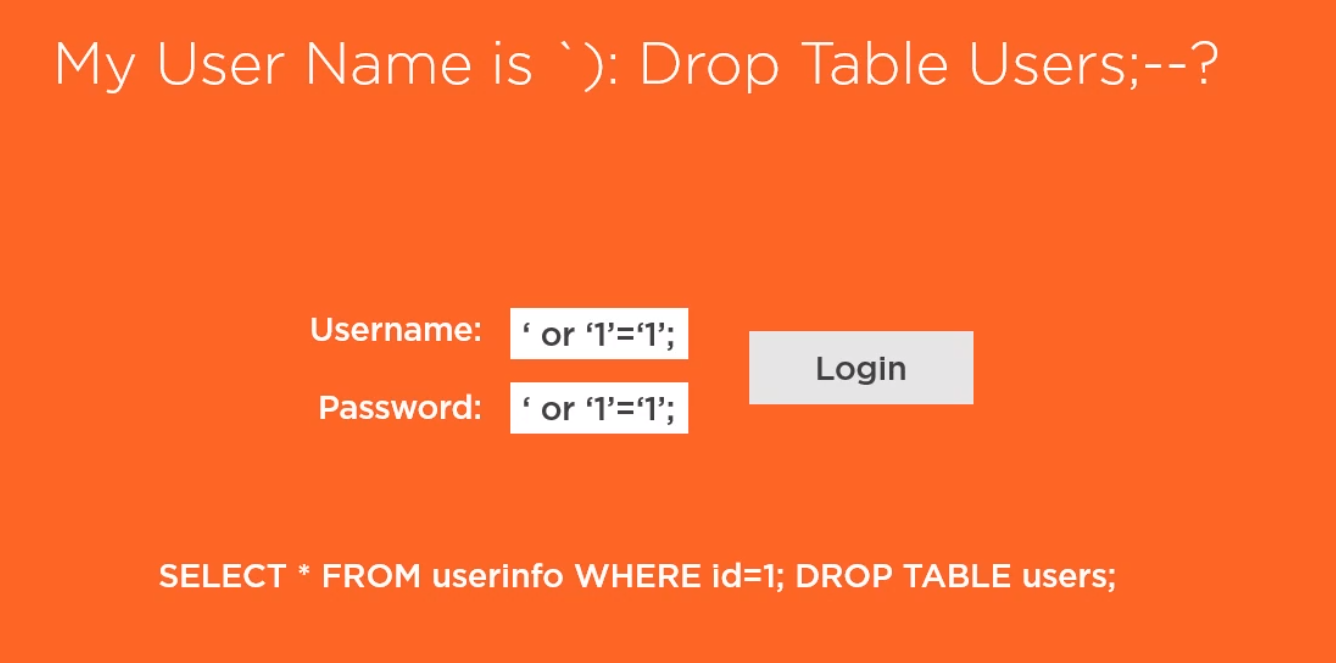 My User Name is `): Drop Table Users;--?
Username: ‘ or ‘1’=‘1’;
Login
Password: ‘ or ‘1’=‘1’;
SELECT * FROM userinfo WHERE id=1; DROP TABLE users;